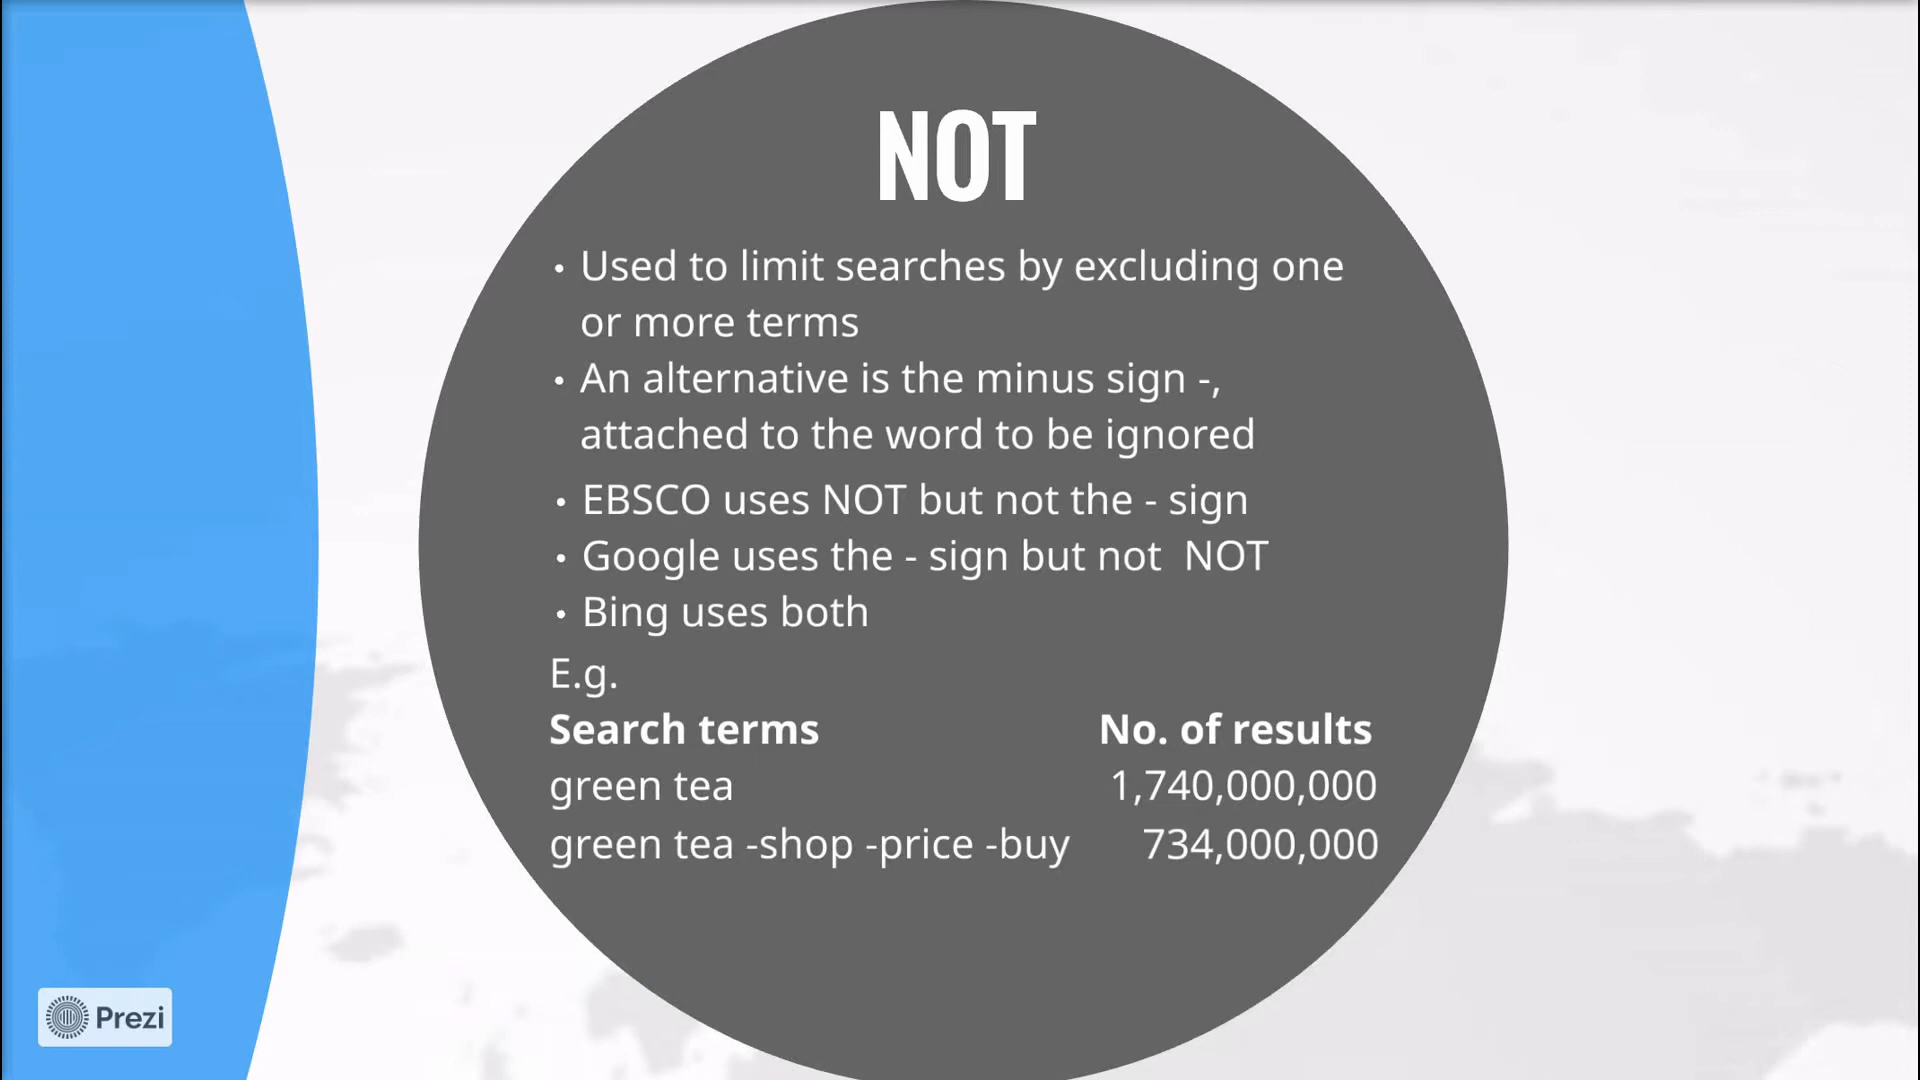 NOT
• Used to limit searches by excluding one
or more terms
• An alternative is the minus sign -,
attached to the word to be ignored
• EBSCO uses NOT but not the - sign
• Google uses the - sign but not  NOT
• Bing uses both
E.g.
Search terms No. of results
green tea 1,740,000,000
green tea -shop -price -buy 734,000,000
Prezi